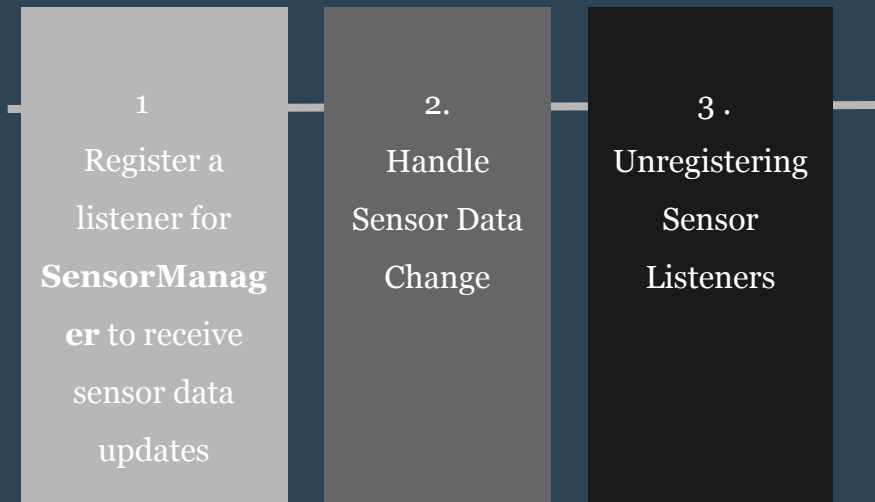 1
Register a
listener for
SensorManag
er to receive
sensor data
updates
2.
Handle
Sensor Data
Change
3 .
Unregistering
Sensor
Listeners